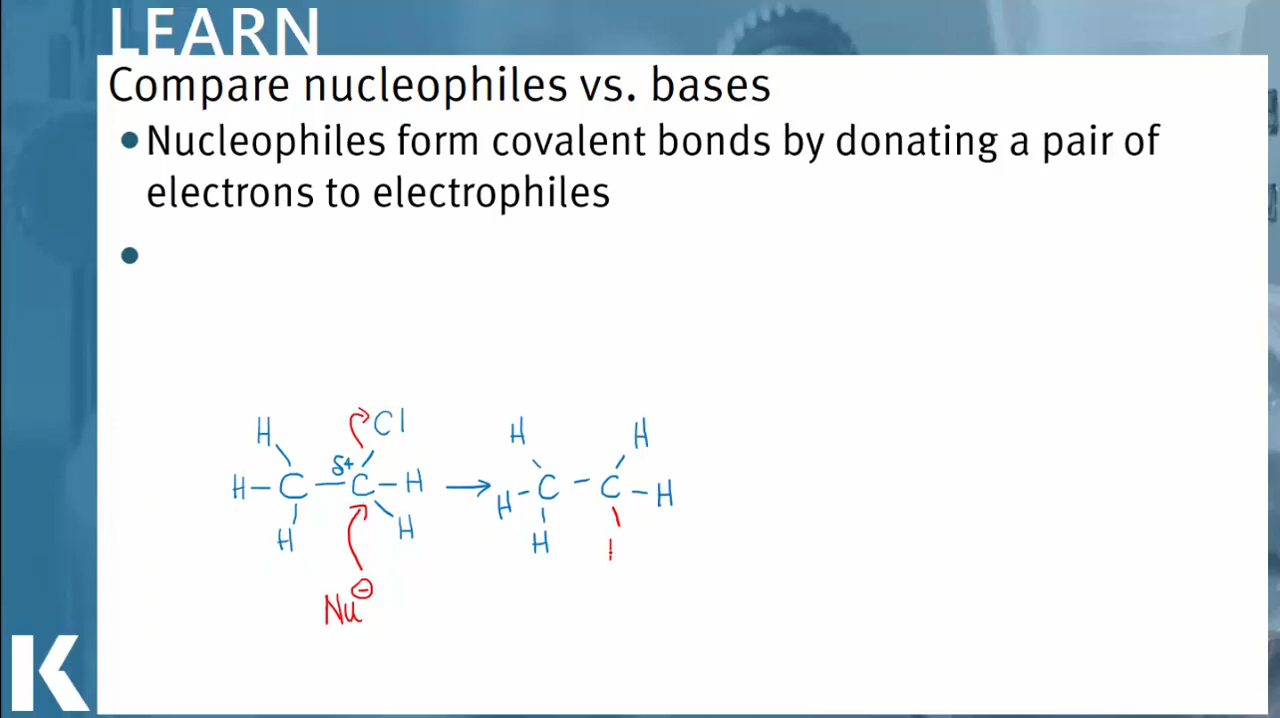 LEARN
Compare nucleophiles vs. bases
•Nucleophiles form covalent bonds by donating a pair of
electrons to electrophiles
•
H Cl H H
δ+
H–C–C–H → H–C–C–H
H H H
Nu⊖
K